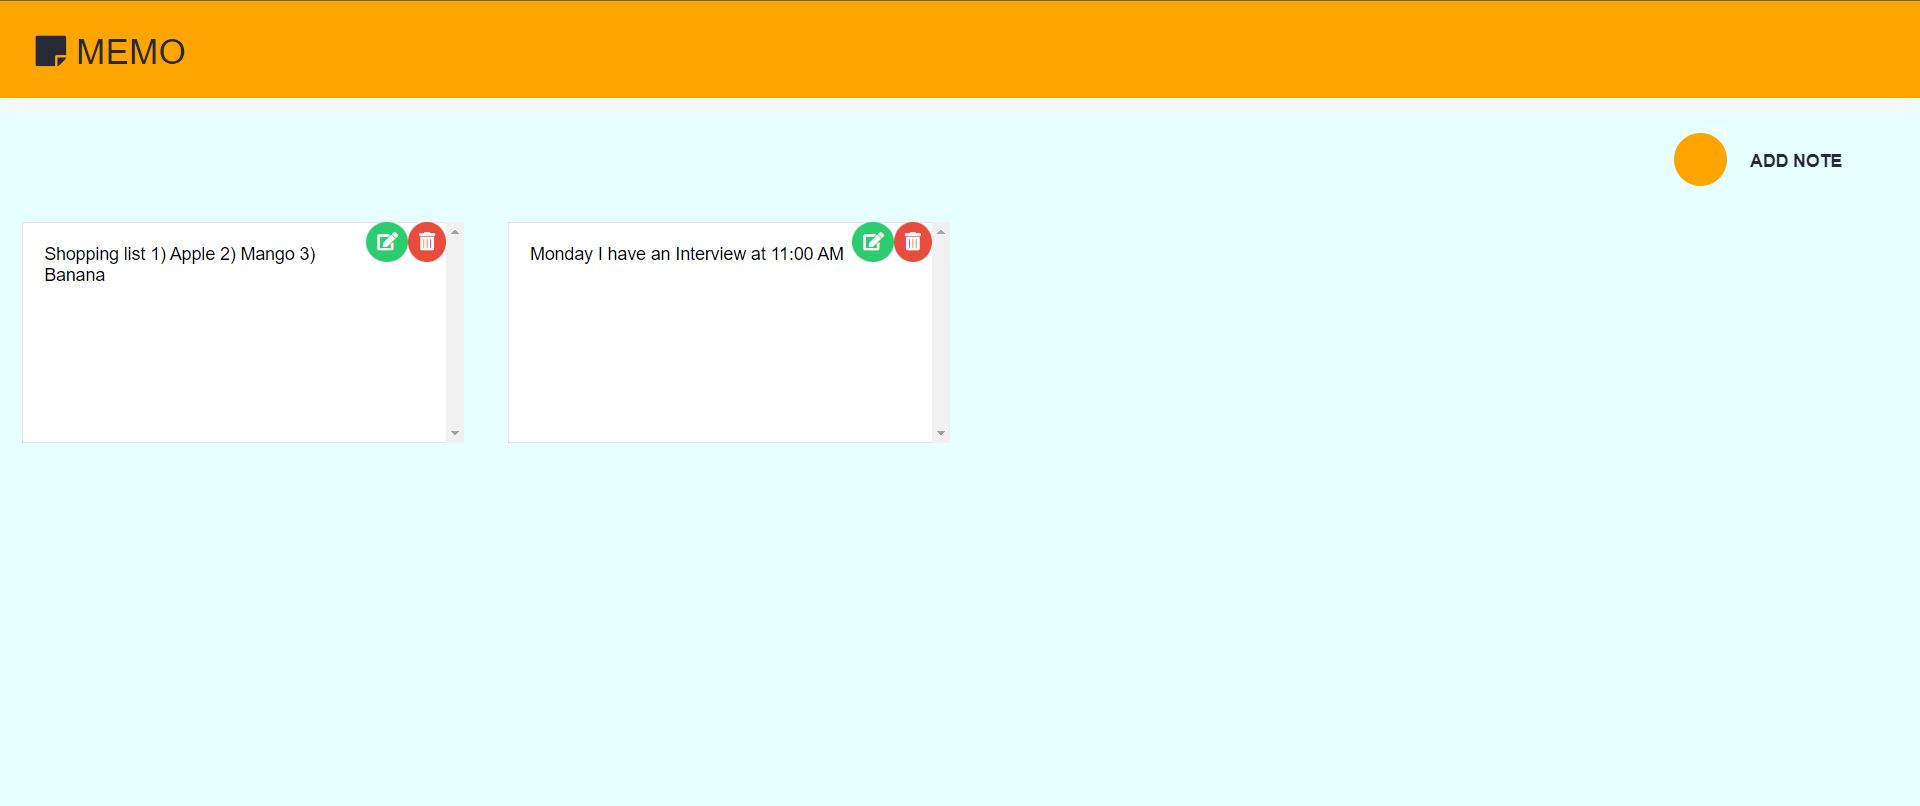 MEMO
ADD NOTE
Shopping list 1) Apple 2) Mango 3)
Banana
Monday I have an Interview at 11:00 AM